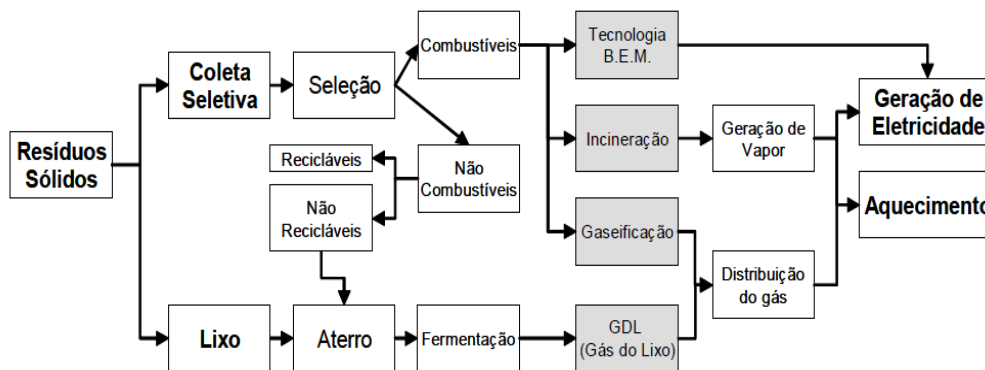 Resíduos
Sólidos
Coleta
Seletiva
Seleção
Combustíveis
Não
Combustíveis
Recicláveis
Não
Recicláveis
Lixo
Aterro
Fermentação
Tecnologia
B.E.M.
Incineração
Gaseificação
GDL
(Gás do Lixo)
Geração de
Vapor
Distribuição
do gás
Geração de
Eletricidade
Aquecimento